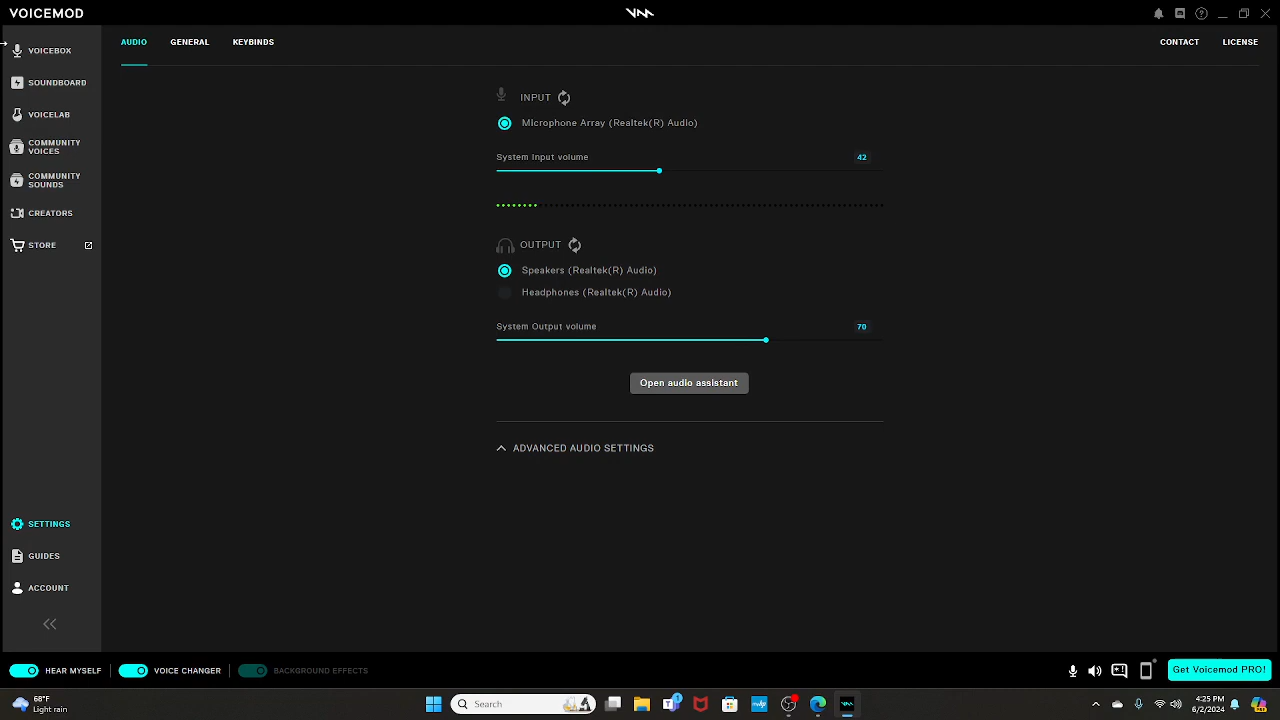 VOICEMOD
VOICEBOX
SOUNDBOARD
VOICELAB
COMMUNITY
VOICES
COMMUNITY
SOUNDS
CREATORS
STORE
SETTINGS
GUIDES
ACCOUNT
AUDIO
GENERAL
KEYBINDS
CONTACT
LICENSE
INPUT
Microphone Array (Realtek(R) Audio)
System Input volume 42
OUTPUT
Speakers (Realtek(R) Audio)
Headphones (Realtek(R) Audio)
System Output volume 70
Open audio assistant
ADVANCED AUDIO SETTINGS
HEAR MYSELF
VOICE CHANGER
BACKGROUND EFFECTS
Get Voicemod PRO!
68°F
Light rain
Search
1
4:25 PM
6/2/2024